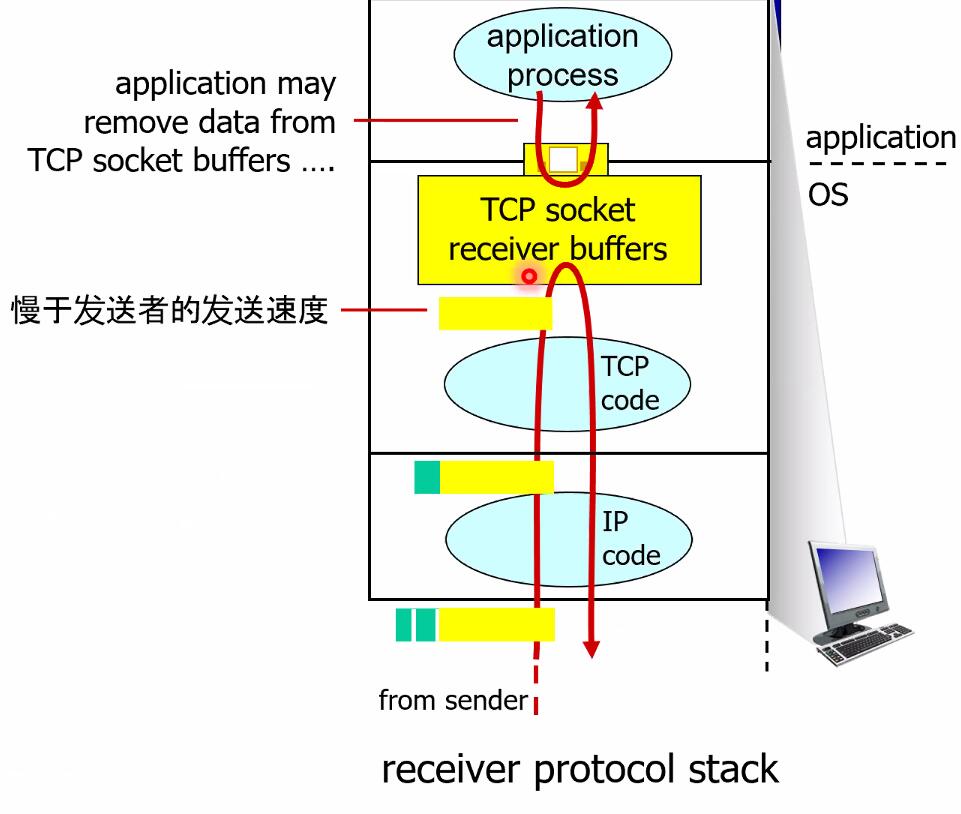 application
process
application may
remove data from
TCP socket buffers ….
application
OS
TCP socket
receiver buffers
慢于发送者的发送速度
TCP
code
IP
code
from sender
receiver protocol stack